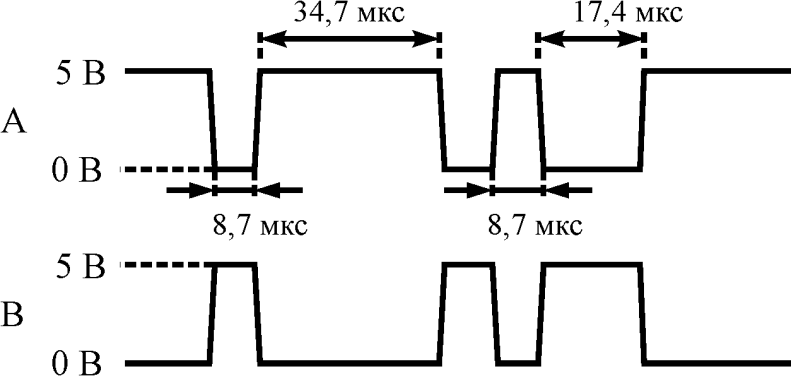 34,7 мкс 17,4 мкс
5 В
А
0 В
8,7 мкс 8,7 мкс
5 В
В
0 В